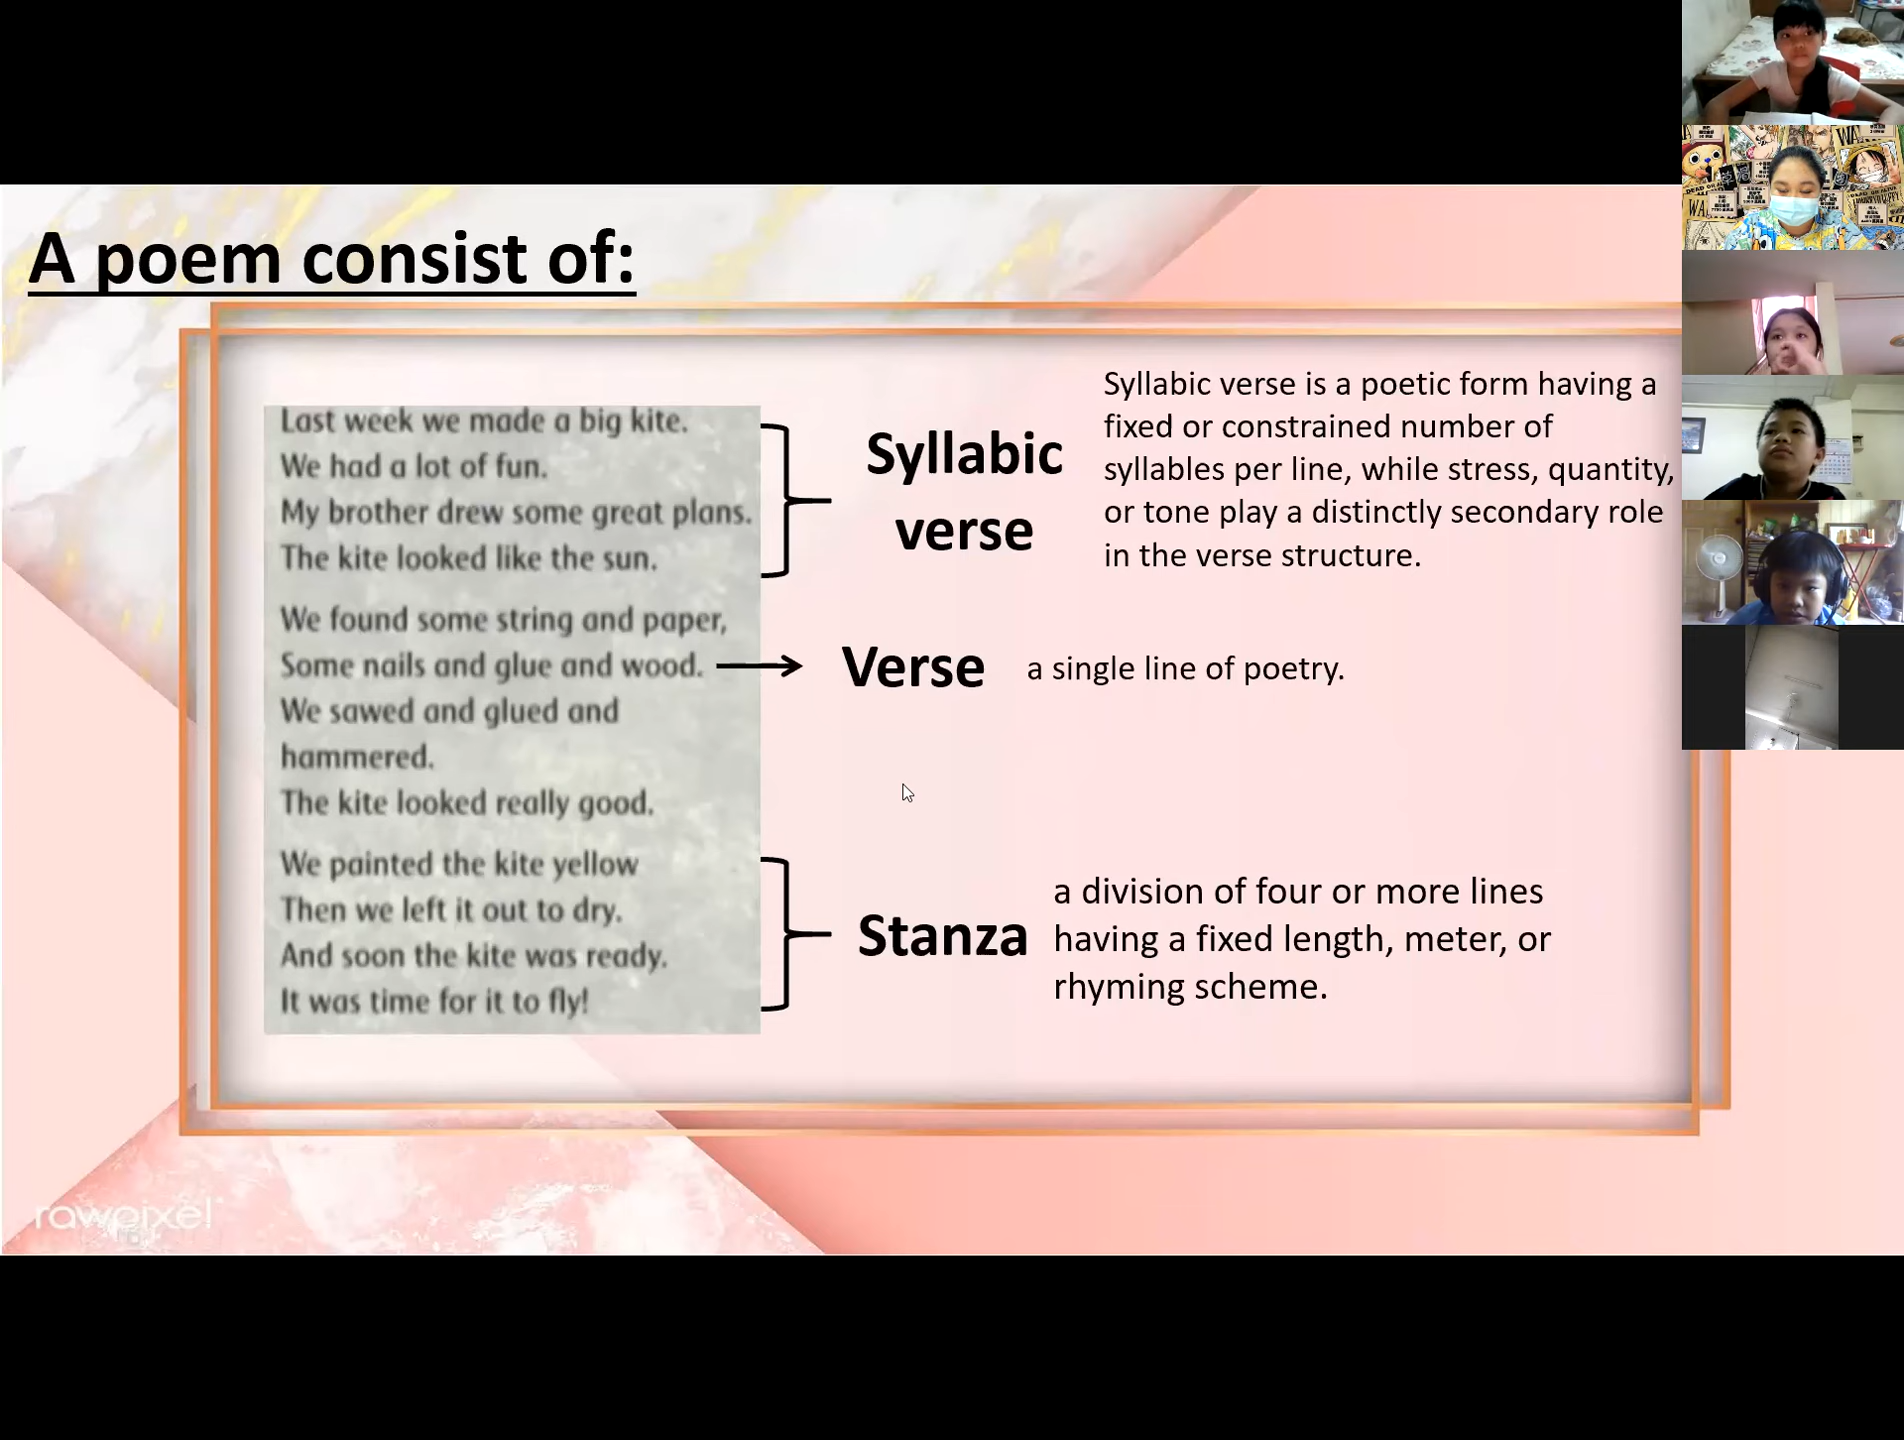 A poem consist of:
Last week we made a big kite.
We had a lot of fun.
My brother drew some great plans.
The kite looked like the sun.
We found some string and paper,
Some nails and glue and wood.
We sawed and glued and
hammered.
The kite looked really good.
We painted the kite yellow
Then we left it out to dry.
And soon the kite was ready.
It was time for it to fly!
Syllabic
verse
Syllabic verse is a poetic form having a
fixed or constrained number of
syllables per line, while stress, quantity,
or tone play a distinctly secondary role
in the verse structure.
Verse
a single line of poetry.
Stanza
a division of four or more lines
having a fixed length, meter, or
rhyming scheme.
rawpixel